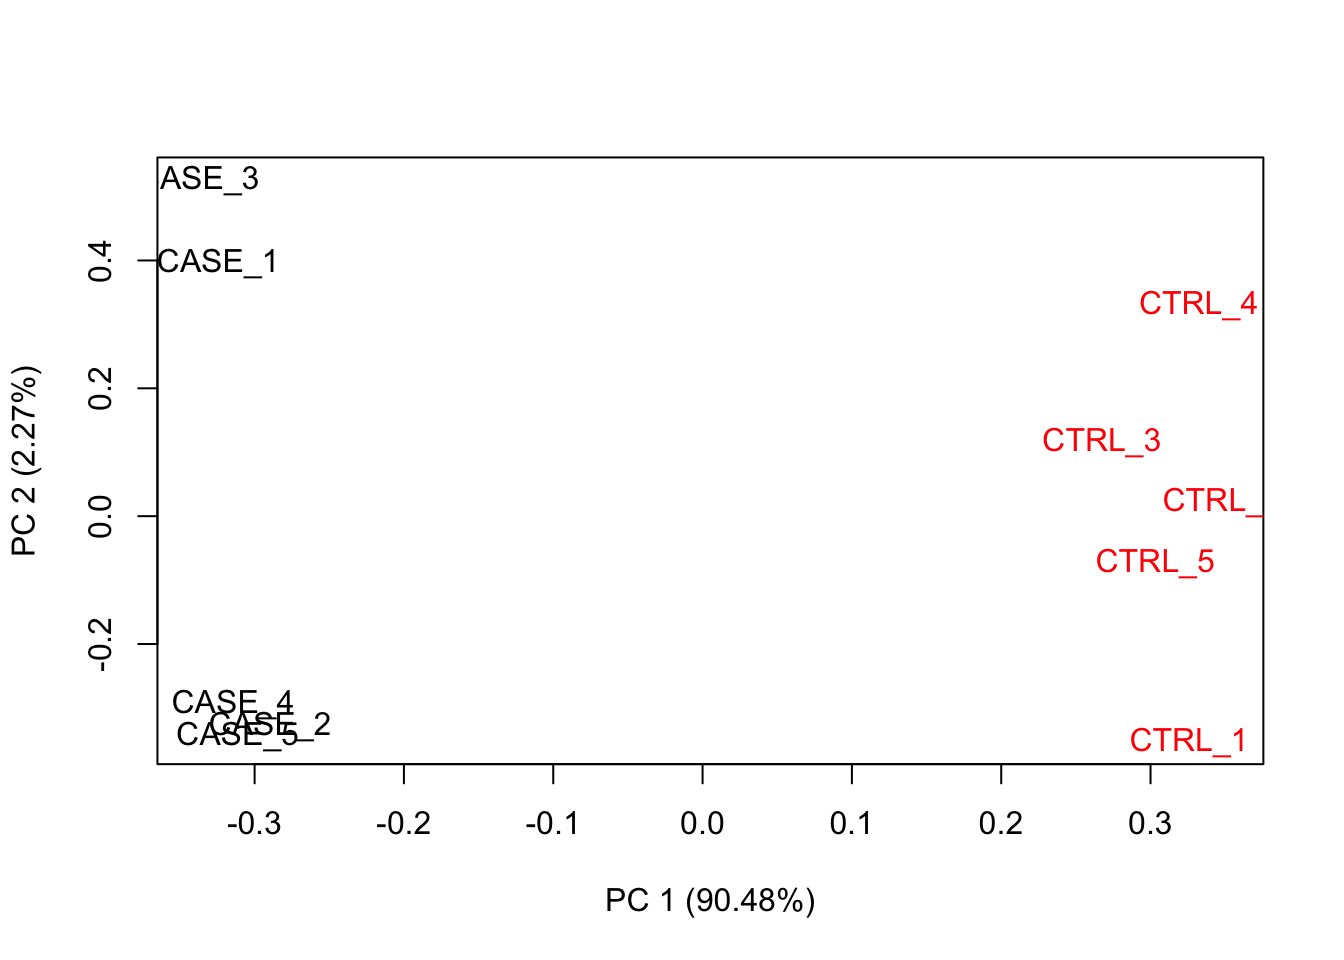 ASE_3
CASE_1
CTRL_4
CTRL_3
CTRL_
CTRL_5
CASE_4
CASE_2
CASE_5
CTRL_1
0.4
0.2
0.0
-0.2
PC 2 (2.27%)
-0.3 -0.2 -0.1 0.0 0.1 0.2 0.3
PC 1 (90.48%)